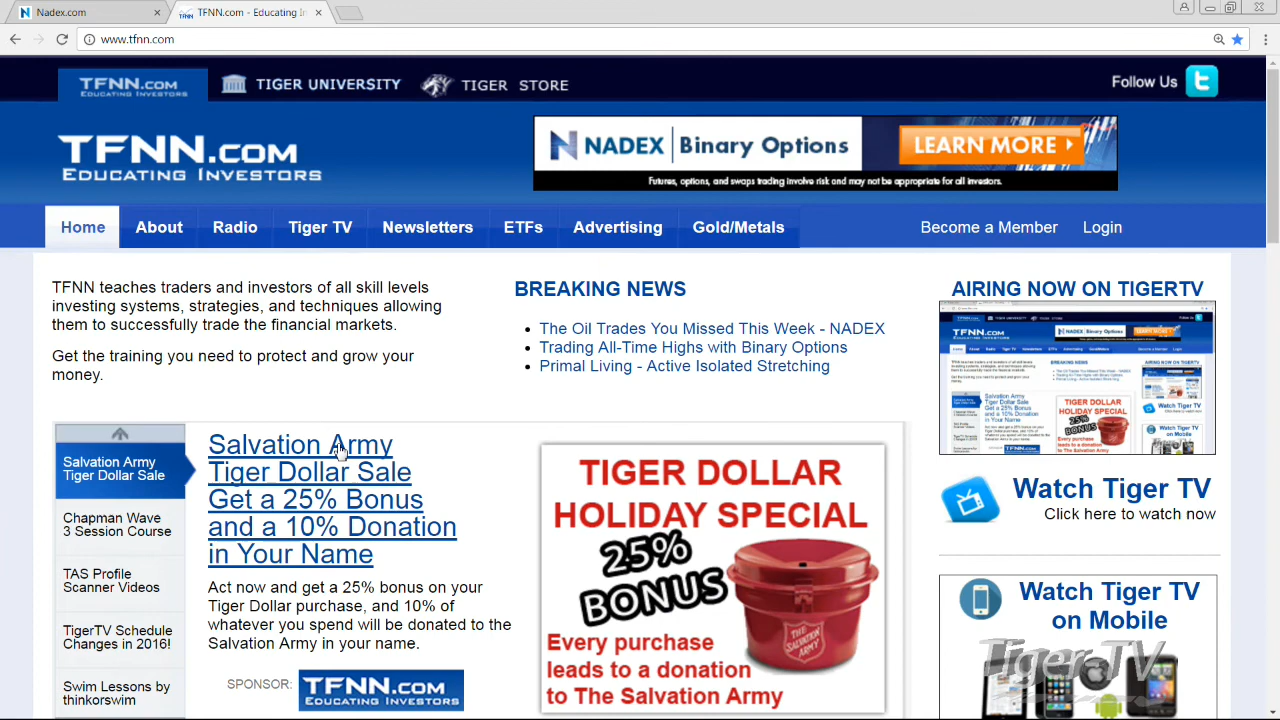 Nadex.com
TFNN.com - Educating In
www.tfnn.com
TFNN.COM
EDUCATING INVESTORS
TIGER UNIVERSITY
TIGER STORE
Follow Us
TFNN.COM
EDUCATING INVESTORS
NADEX Binary Options
LEARN MORE
Futures, options, and swaps trading involve risk and may not be appropriate for all investors.
Home
About
Radio
Tiger TV
Newsletters
ETFs
Advertising
Gold/Metals
Become a Member
Login
TFNN teaches traders and investors of all skill levels
investing systems, strategies, and techniques allowing
them to successfully trade the financial markets.
Get the training you need to take control of your
money.
BREAKING NEWS
The Oil Trades You Missed This Week - NADEX
Trading All-Time Highs with Binary Options
Primal Living - Active Isolated Stretching
AIRING NOW ON TIGERTV
Salvation Army
Tiger Dollar Sale
Chapman Wave
3 Session Course
TAS Profile
Scanner Videos
TigerTV Schedule
Changes in 2016!
Swim Lessons by
thinkorswim
Salvation Army
Tiger Dollar Sale
Get a 25% Bonus
and a 10% Donation
in Your Name
Act now and get a 25% bonus on your
Tiger Dollar purchase, and 10% of
whatever you spend will be donated to the
Salvation Army in your name.
SPONSOR:
TFNN.COM
EDUCATING INVESTORS
TIGER DOLLAR
HOLIDAY SPECIAL
25%
BONUS
THE SALVATION ARMY
Every purchase
leads to a donation
to The Salvation Army
Watch Tiger TV
Click here to watch now
Watch Tiger TV
on Mobile
Tiger TV